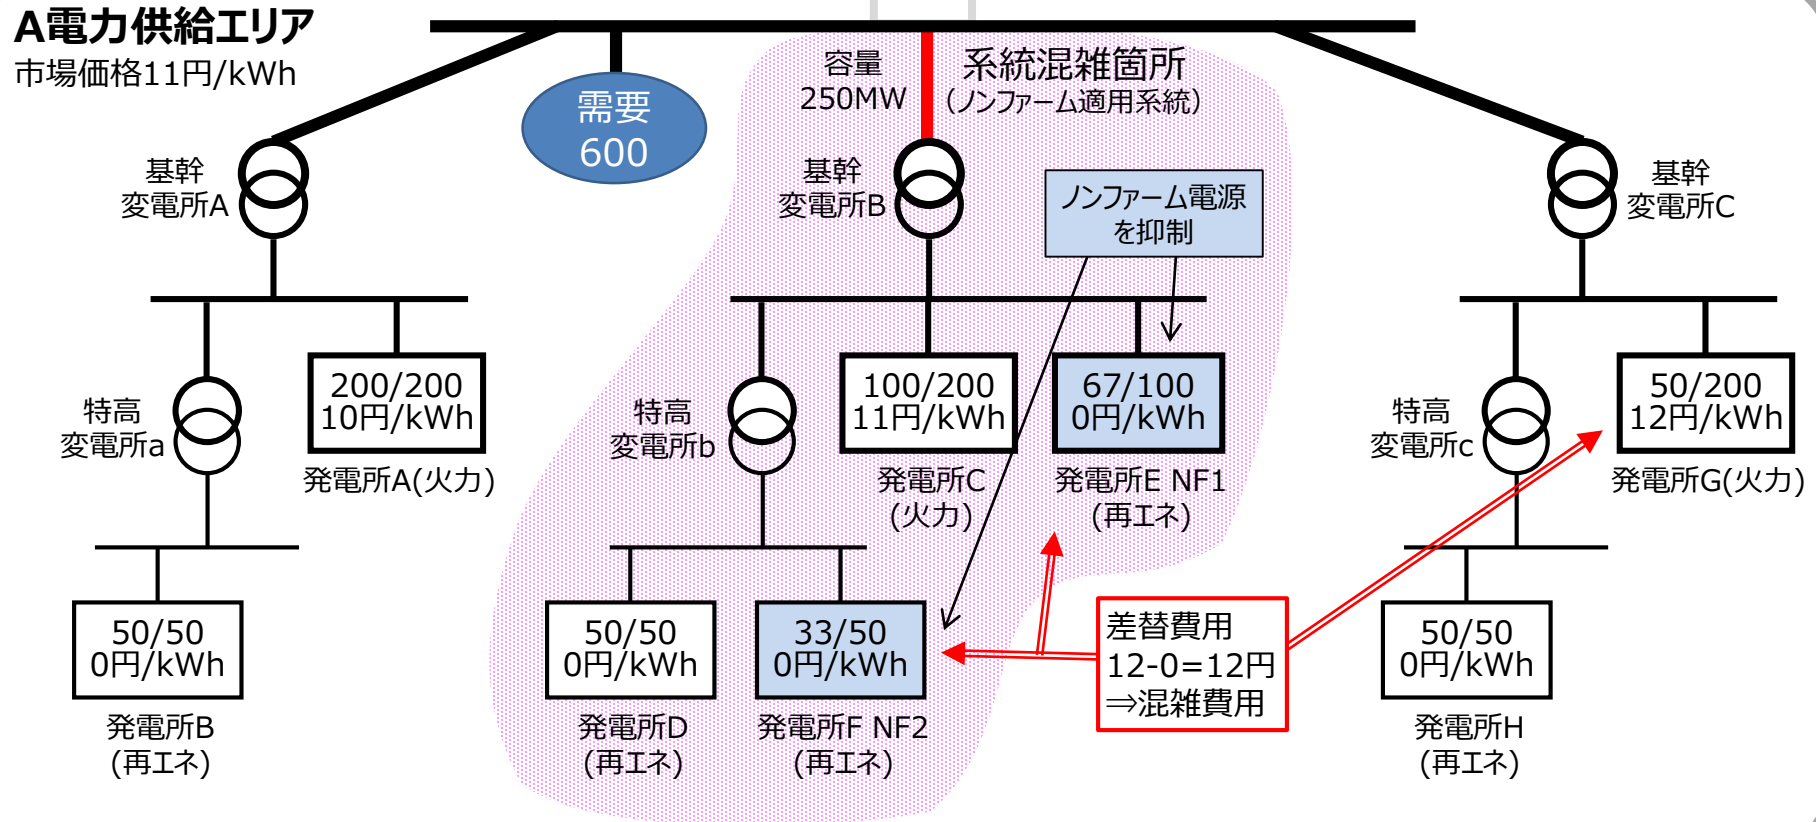 A電力供給エリア
市場価格11円/kWh
需要
600
容量
250MW
系統混雑箇所
（ノンファーム適用系統）
基幹
変電所A
基幹
変電所B
ノンファーム電源
を抑制
基幹
変電所C
特高
変電所a
200/200
10円/kWh
発電所A(火力)
特高
変電所b
100/200
11円/kWh
発電所C
(火力)
67/100
0円/kWh
発電所E NF1
(再エネ)
特高
変電所c
50/200
12円/kWh
発電所G(火力)
50/50
0円/kWh
発電所B
(再エネ)
50/50
0円/kWh
発電所D
(再エネ)
33/50
0円/kWh
発電所F NF2
(再エネ)
差替費用
12-0=12円
⇒混雑費用
50/50
0円/kWh
発電所H
(再エネ)